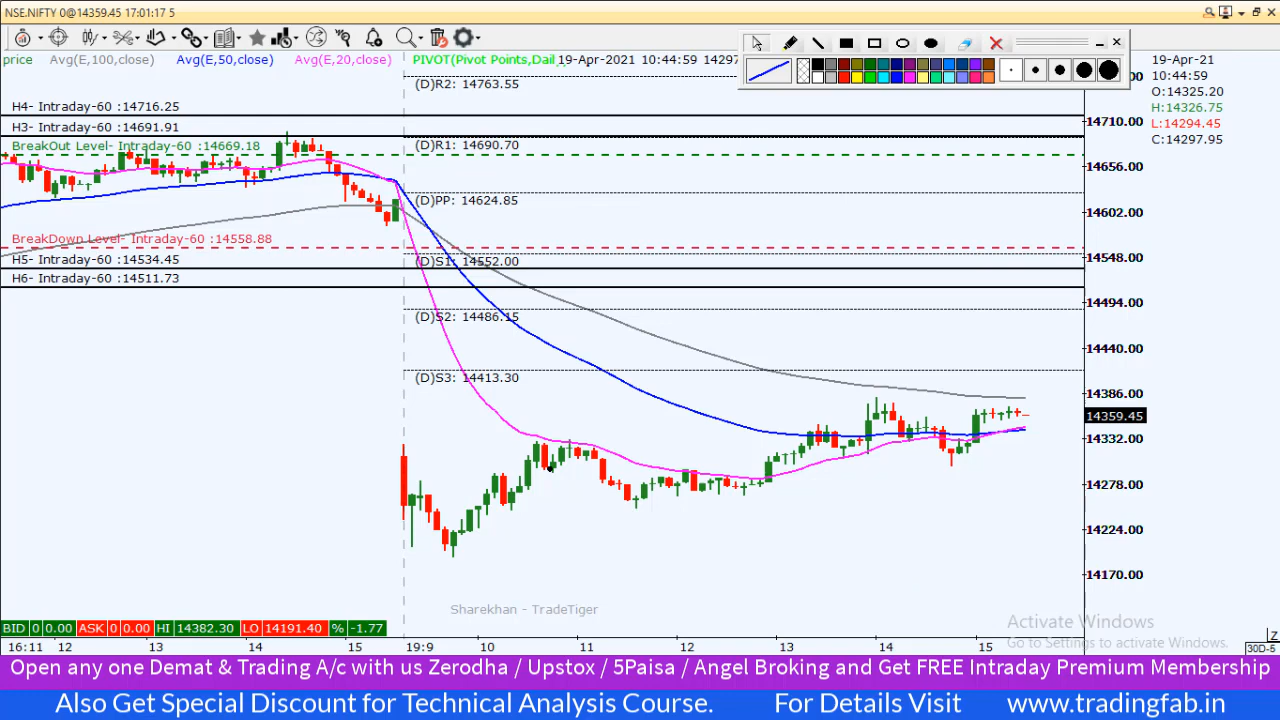 NSE.NIFTY 0@14359.45 17:01:17 5
price Avg(E,100,close) Avg(E,50,close) Avg(E,20,close) PIVOT(Pivot Points,Daily,,) 19-Apr-2021 10:44:59 14297
19-Apr-21
10:44:59
O:14325.20
H:14326.75
L:14294.45
C:14297.95
(D)R2: 14763.55
H4- Intraday-60 :14716.25
H3- Intraday-60 :14691.91
BreakOut Level- Intraday-60 :14669.18
(D)R1: 14690.70
(D)PP: 14624.85
BreakDown Level- Intraday-60 :14558.88
H5- Intraday-60 :14534.45
(D)S1: 14552.00
H6- Intraday-60 :14511.73
(D)S2: 14486.15
(D)S3: 14413.30
14710.00
14656.00
14602.00
14548.00
14494.00
14440.00
14386.00
14359.45
14332.00
14278.00
14224.00
14170.00
Sharekhan - TradeTiger
Activate Windows
Go to Settings to activate Windows.
BID 0 0.00 ASK 0 0.00 HI 14382.30 LO 14191.40 % -1.77
Z
16:11 12 13 14 15 19:9 10 11 12 13 14 15 30D-5
Open any one Demat & Trading A/c with us Zerodha / Upstox / 5Paisa / Angel Broking and Get FREE Intraday Premium Membership
Also Get Special Discount for Technical Analysis Course. For Details Visit www.tradingfab.in